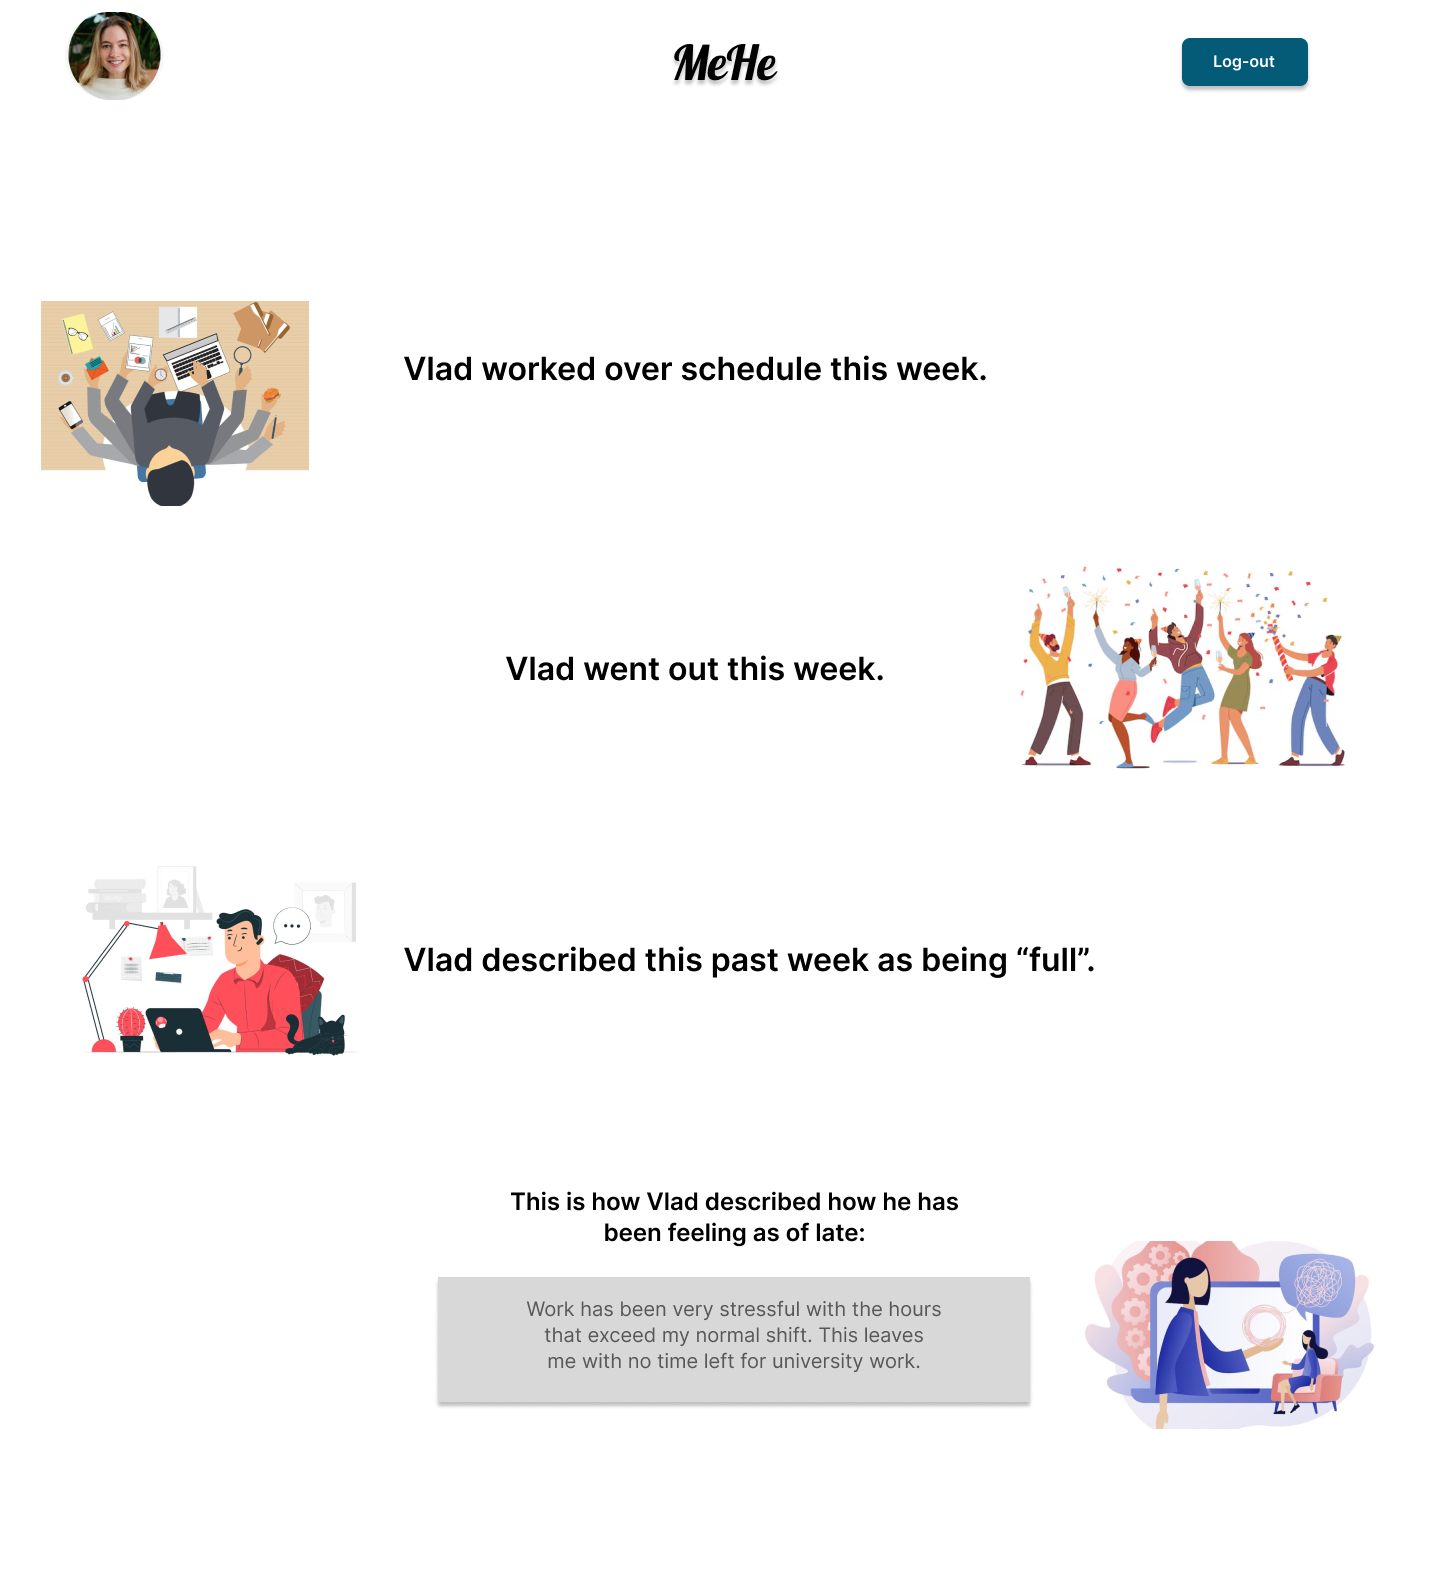 MeHe
Log-out
Vlad worked over schedule this week.
Vlad went out this week.
Vlad described this past week as being “full”.
This is how Vlad described how he has
been feeling as of late:
Work has been very stressful with the hours
that exceed my normal shift. This leaves
me with no time left for university work.